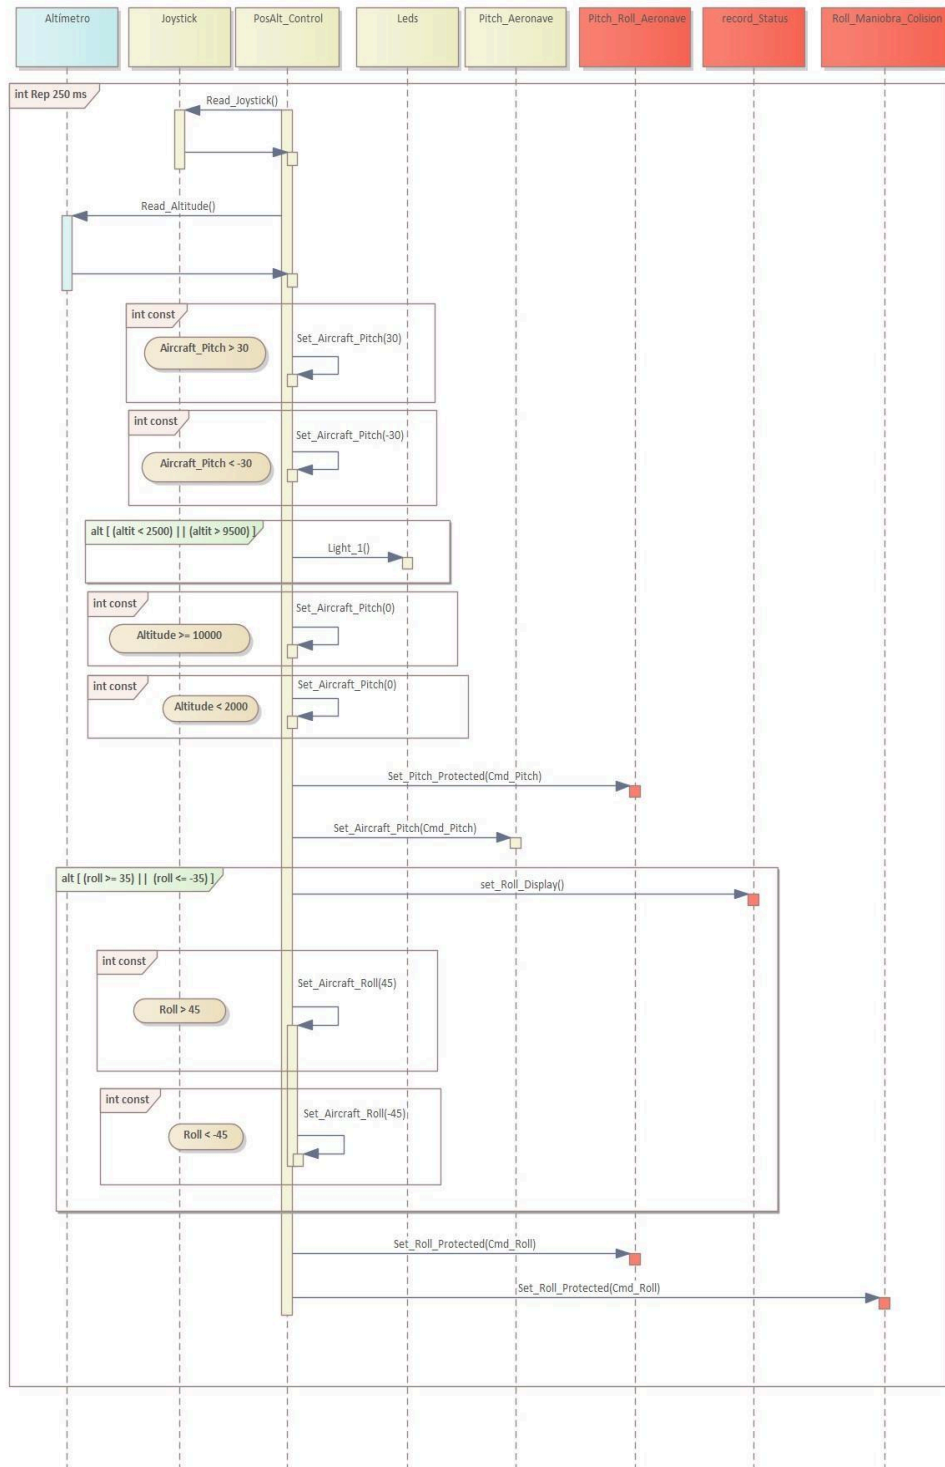 Altímetro
Joystick
PosAlt_Control
Leds
Pitch_Aeronave
Pitch_Roll_Aeronave
record_Status
Roll_Maniobra_Colision
int Rep 250 ms
Read_Joystick()
Read_Altitude()
int const
Set_Aircraft_Pitch(30)
Aircraft_Pitch > 30
int const
Set_Aircraft_Pitch(-30)
Aircraft_Pitch < -30
alt [ (altit < 2500) || (altit > 9500) ]
Light_1()
int const
Set_Aircraft_Pitch(0)
Altitude >= 10000
int const
Set_Aircraft_Pitch(0)
Altitude < 2000
Set_Pitch_Protected(Cmd_Pitch)
Set_Aircraft_Pitch(Cmd_Pitch)
alt [ (roll >= 35) || (roll <= -35) ]
set_Roll_Display()
int const
Set_Aircraft_Roll(45)
Roll > 45
int const
Set_Aircraft_Roll(-45)
Roll < -45
Set_Roll_Protected(Cmd_Roll)
Set_Roll_Protected(Cmd_Roll)